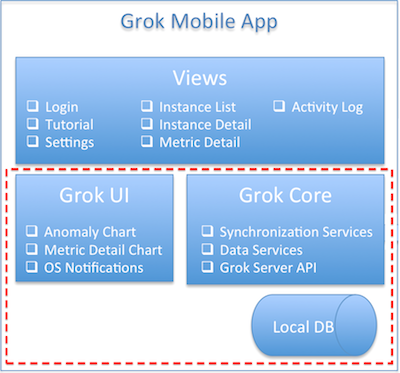 Grok Mobile App
Views
❑ Login
❑ Tutorial
❑ Settings
❑ Instance List
❑ Instance Detail
❑ Metric Detail
❑ Activity Log
Grok UI
❑ Anomaly Chart
❑ Metric Detail Chart
❑ OS Notifications
Grok Core
❑ Synchronization Services
❑ Data Services
❑ Grok Server API
Local DB